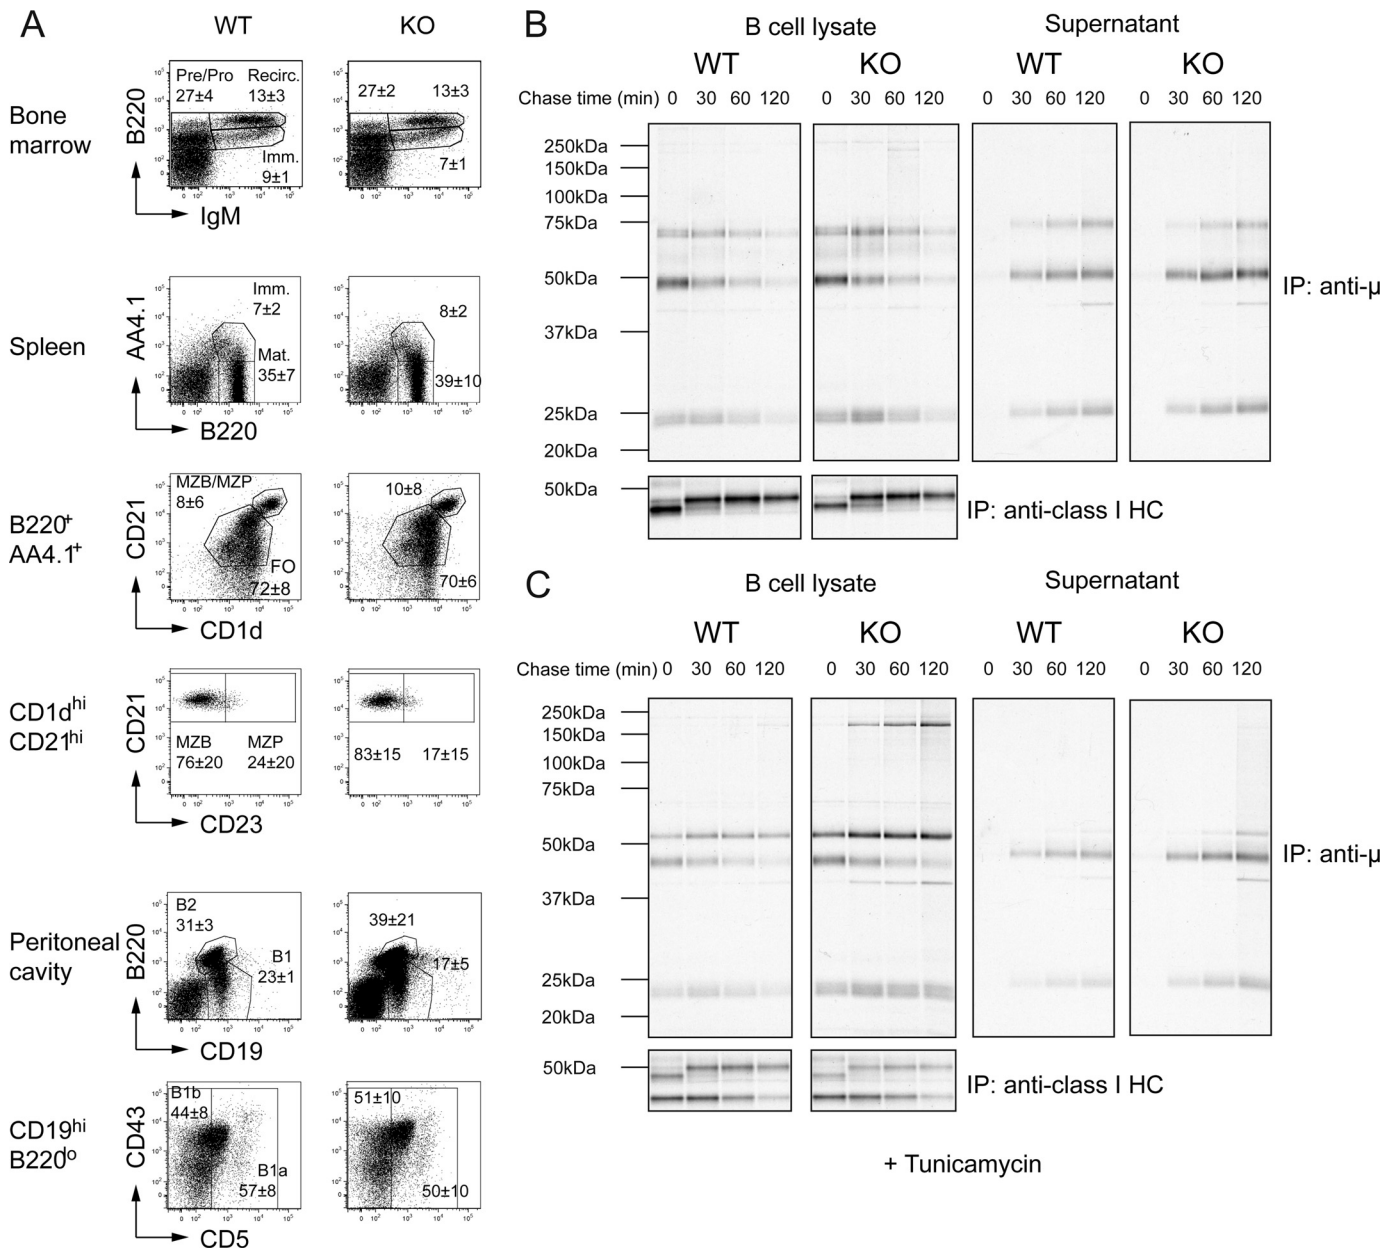 A
WT
KO
Bone
marrow
B220
Pre/Pro Recirc.
27±4 13±3
Imm.
9±1
27±2 13±3
7±1
IgM
Spleen
AA4.1
Imm.
7±2
Mat.
35±7
8±2
39±10
B220
B220+
AA4.1+
CD21
MZB/MZP
8±6
FO
72±8
10±8
70±6
CD1d
CD1dhi
CD21hi
CD21
MZB MZP
76±20 24±20
83±15 17±15
CD23
Peritoneal
cavity
B220
B2
31±3
B1
23±1
39±21
17±5
CD19
CD19hi
B220lo
CD43
B1b
44±8
B1a
57±8
51±10
50±10
CD5
B
B cell lysate Supernatant
WT KO WT KO
Chase time (min) 0 30 60 120 0 30 60 120 0 30 60 120 0 30 60 120
250kDa
150kDa
100kDa
75kDa
50kDa
37kDa
25kDa
20kDa
IP: anti-µ
50kDa
IP: anti-class I HC
C
B cell lysate Supernatant
WT KO WT KO
Chase time (min) 0 30 60 120 0 30 60 120 0 30 60 120 0 30 60 120
250kDa
150kDa
100kDa
75kDa
50kDa
37kDa
25kDa
20kDa
IP: anti-µ
50kDa
IP: anti-class I HC
+ Tunicamycin